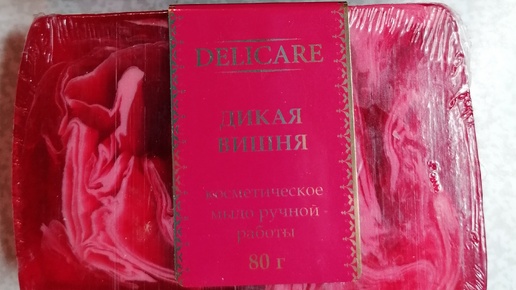 DELICARE
ДИКАЯ
ВИШНЯ
косметическое
мыло ручной
работы
80 г